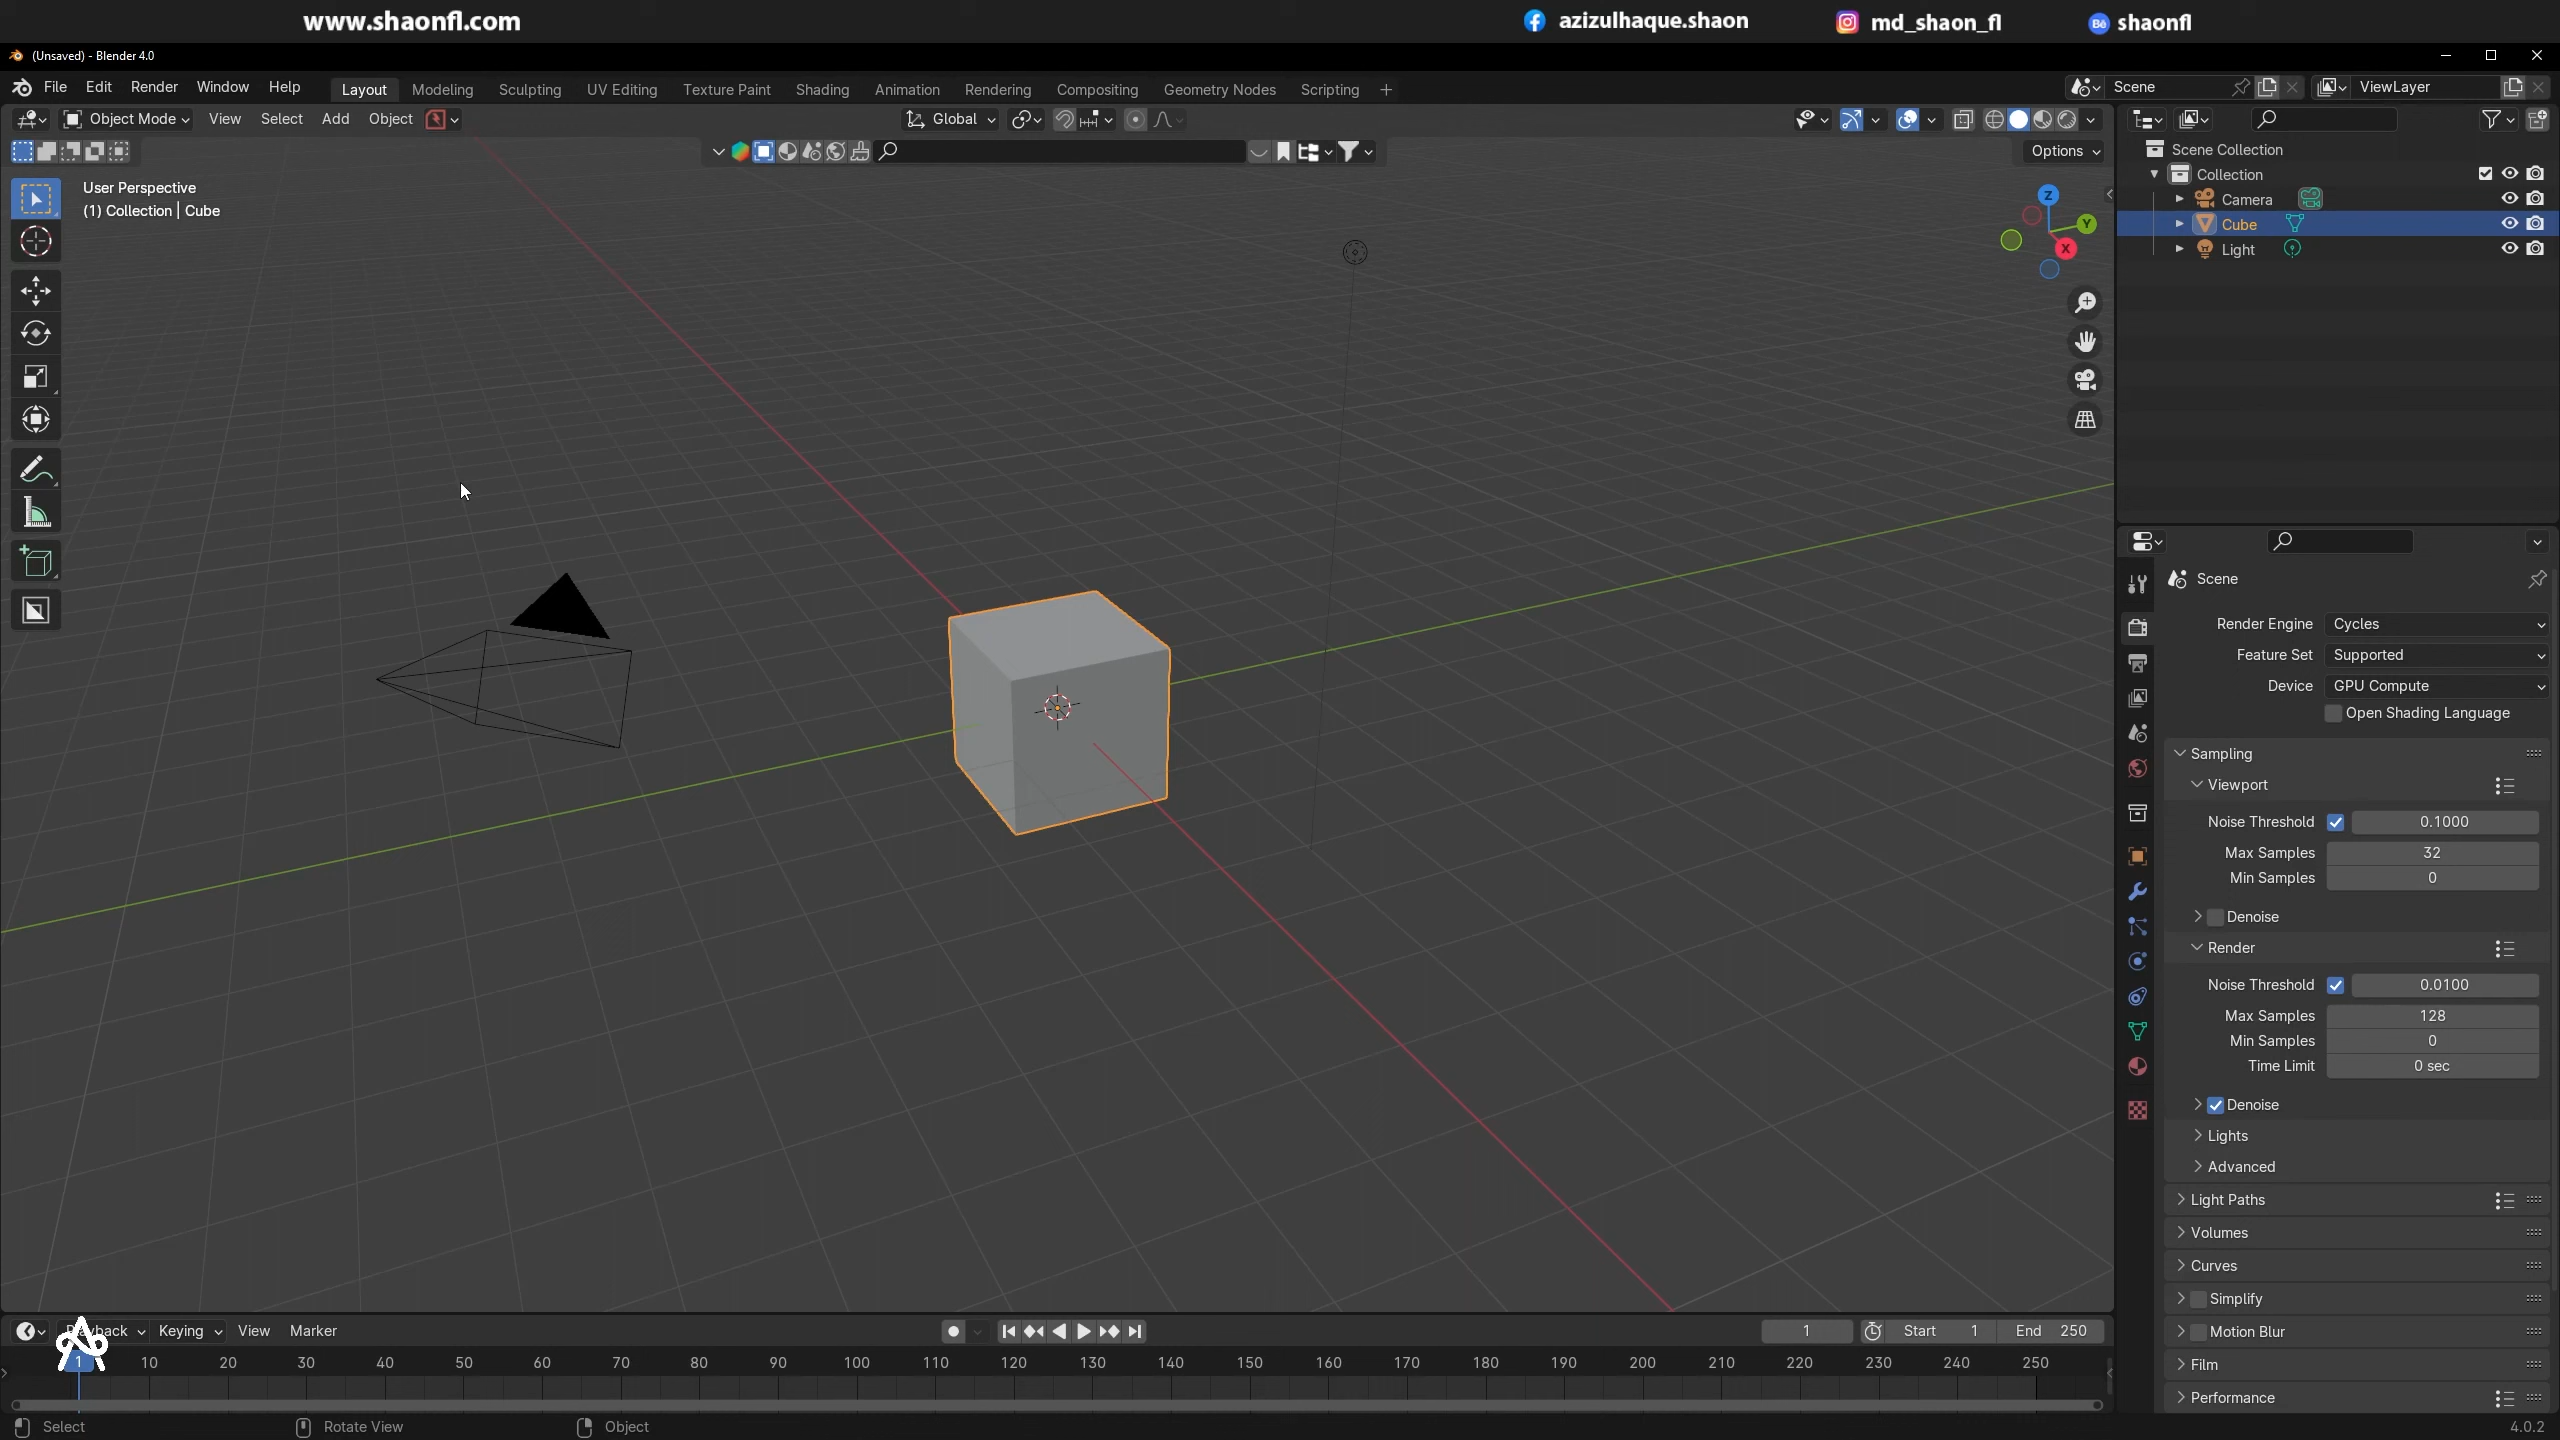 www.shaonfl.com
azizulhaque.shaon
md_shaon_fl
Bē shaonfl
(Unsaved) - Blender 4.0
File Edit Render Window Help
Layout Modeling Sculpting UV Editing Texture Paint Shading Animation Rendering Compositing Geometry Nodes Scripting +
Scene
ViewLayer
Object Mode View Select Add Object
Global
Options
User Perspective
(1) Collection | Cube
Z
Y
X
Scene Collection
Collection
Camera
Cube
Light
Scene
Render Engine Cycles
Feature Set Supported
Device GPU Compute
Open Shading Language
Sampling
Viewport
Noise Threshold 0.1000
Max Samples 32
Min Samples 0
Denoise
Render
Noise Threshold 0.0100
Max Samples 128
Min Samples 0
Time Limit 0 sec
Denoise
Lights
Advanced
Light Paths
Volumes
Curves
Simplify
Motion Blur
Film
Performance
Keying View Marker
1
Start 1
End 250
1 10 20 30 40 50 60 70 80 90 100 110 120 130 140 150 160 170 180 190 200 210 220 230 240 250
Select
Rotate View
Object
4.0.2